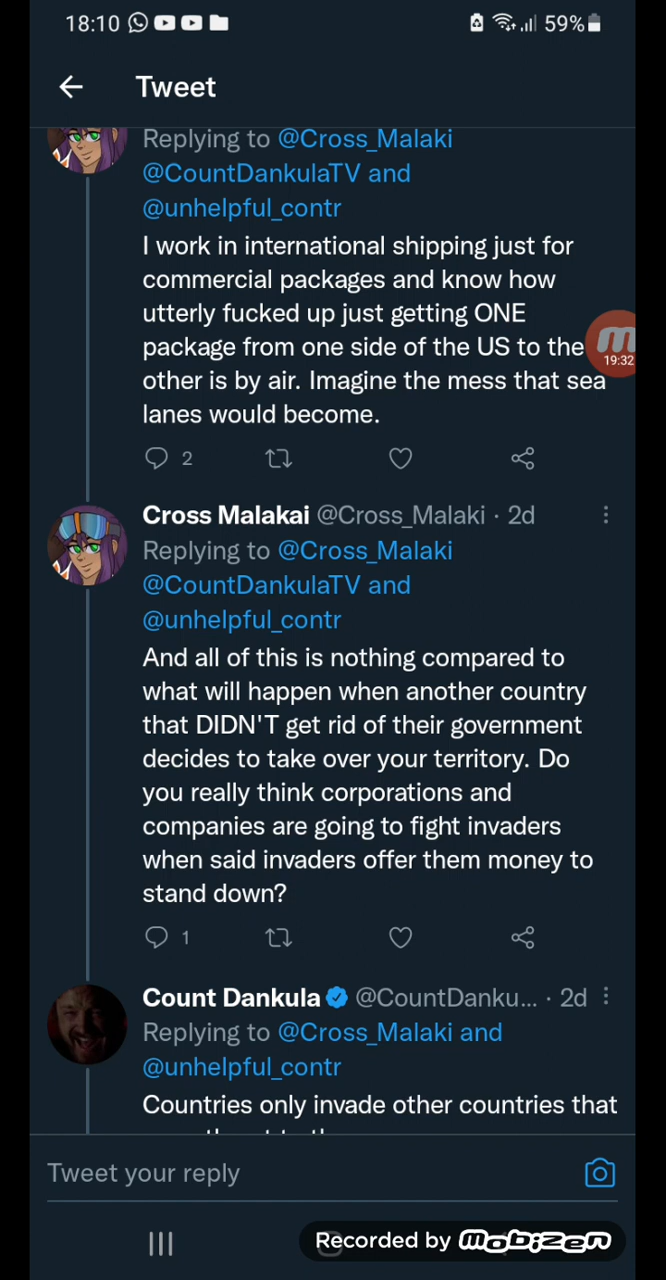 18:10 59%
Tweet
Replying to @Cross_Malaki
@CountDankulaTV and
@unhelpful_contr
I work in international shipping just for
commercial packages and know how
utterly fucked up just getting ONE
package from one side of the US to the
other is by air. Imagine the mess that sea
lanes would become.
m
19:32
2
Cross Malakai @Cross_Malaki · 2d
Replying to @Cross_Malaki
@CountDankulaTV and
@unhelpful_contr
And all of this is nothing compared to
what will happen when another country
that DIDN'T get rid of their government
decides to take over your territory. Do
you really think corporations and
companies are going to fight invaders
when said invaders offer them money to
stand down?
1
Count Dankula @CountDanku... · 2d
Replying to @Cross_Malaki and
@unhelpful_contr
Countries only invade other countries that
Tweet your reply
Recorded by mobizen